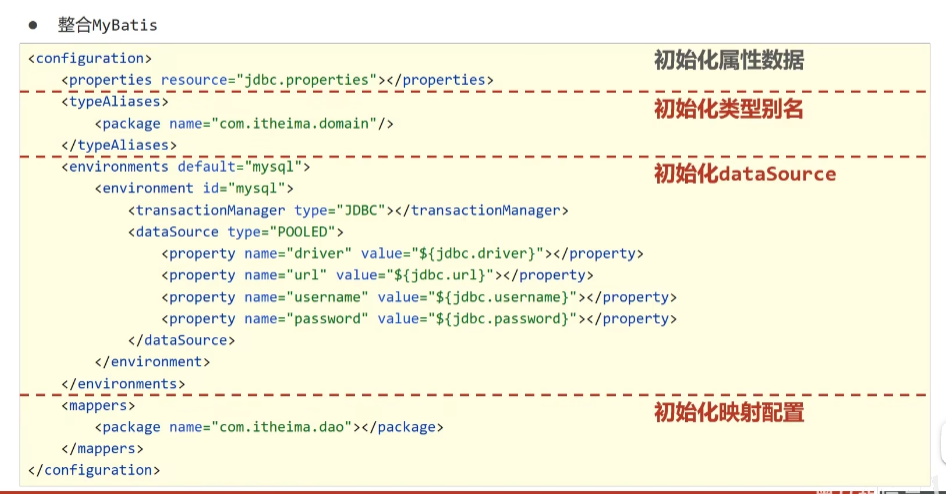 ● 整合MyBatis
<configuration> 初始化属性数据
<properties resource="jdbc.properties"></properties>
<typeAliases> 初始化类型别名
<package name="com.itheima.domain"/>
</typeAliases>
<environments default="mysql"> 初始化dataSource
<environment id="mysql">
<transactionManager type="JDBC"></transactionManager>
<dataSource type="POOLED">
<property name="driver" value="${jdbc.driver}"></property>
<property name="url" value="${jdbc.url}"></property>
<property name="username" value="${jdbc.username}"></property>
<property name="password" value="${jdbc.password}"></property>
</dataSource>
</environment>
</environments>
<mappers> 初始化映射配置
<package name="com.itheima.dao"></package>
</mappers>
</configuration>